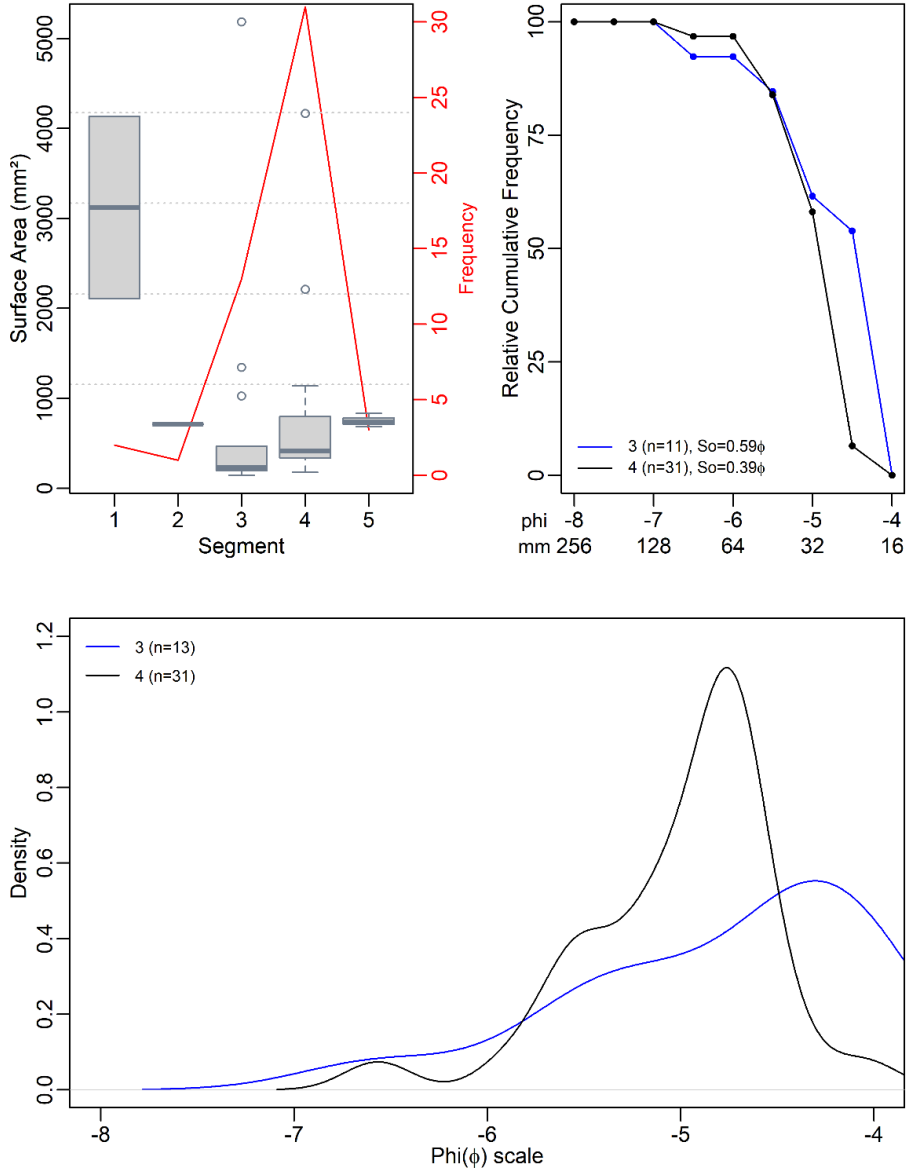 Surface Area (mm²)
0 1000 2000 3000 4000 5000
0 5 10 15 20 25 30
Frequency
1 2 3 4 5
Segment
Relative Cumulative Frequency
0 25 50 75 100
3 (n=11), So=0.59ϕ
4 (n=31), So=0.39ϕ
phi -8 -7 -6 -5 -4
mm 256 128 64 32 16
Density
0.0 0.2 0.4 0.6 0.8 1.0 1.2
3 (n=13)
4 (n=31)
-8 -7 -6 -5 -4
Phi(ϕ) scale